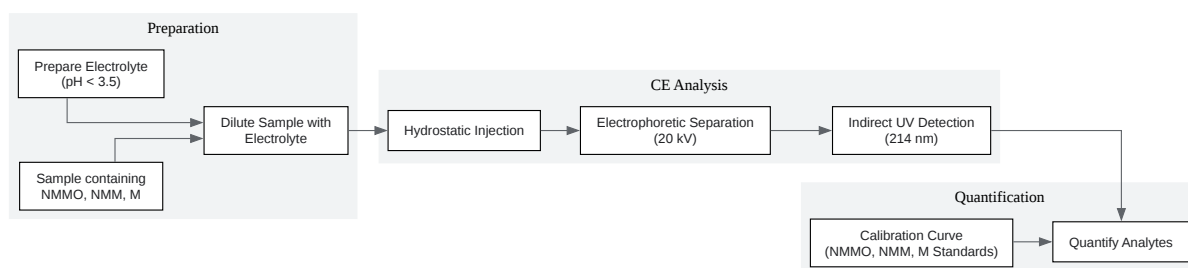 Preparation
Prepare Electrolyte
(pH < 3.5)
Dilute Sample with
Electrolyte
Sample containing
NMMO, NMM, M
CE Analysis
Hydrostatic Injection
Electrophoretic Separation
(20 kV)
Indirect UV Detection
(214 nm)
Quantification
Calibration Curve
(NMMO, NMM, M Standards)
Quantify Analytes